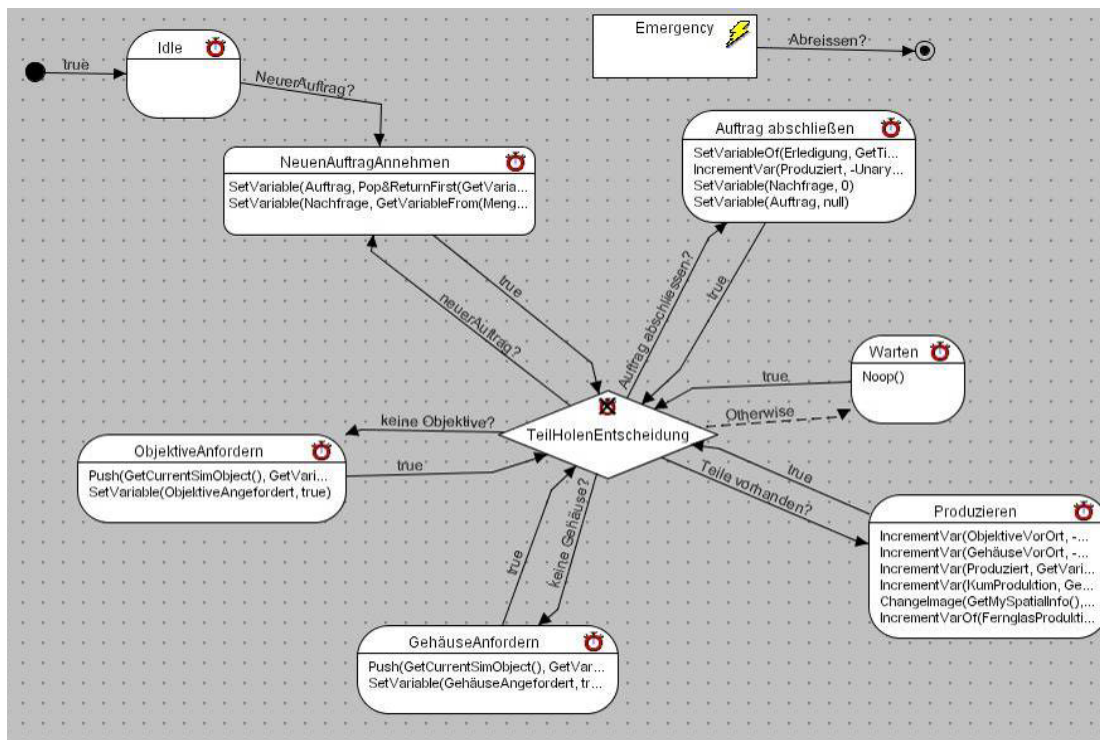 Idle
true
NeuerAuftrag?
Emergency
Abreissen?
NeuenAuftragAnnehmen
SetVariable(Auftrag, Pop&ReturnFirst(GetVaria...
SetVariable(Nachfrage, GetVariableFrom(Meng...
Auftrag abschließen
SetVariableOf(Erledigung, GetTi...
IncrementVar(Produziert, -Unary...
SetVariable(Nachfrage, 0)
SetVariable(Auftrag, null)
true
neuerAuftrag?
Auftrag abschliessen?
true
Warten
Noop()
true
Otherwise
TeilHolenEntscheidung
keine Objektive?
ObjektiveAnfordern
Push(GetCurrentSimObject(), GetVari...
SetVariable(ObjektiveAngefordert, true)
true
Teile vorhanden?
true
Produzieren
IncrementVar(ObjektiveVorOrt, -...
IncrementVar(GehäuseVorOrt, -...
IncrementVar(Produziert, GetVari...
IncrementVar(KumProduktion, Ge...
ChangeImage(GetMySpatialInfo(),...
IncrementVarOf(FernglasProdukti...
true
keine Gehäuse?
GehäuseAnfordern
Push(GetCurrentSimObject(), GetVar...
SetVariable(GehäuseAngefordert, tr...